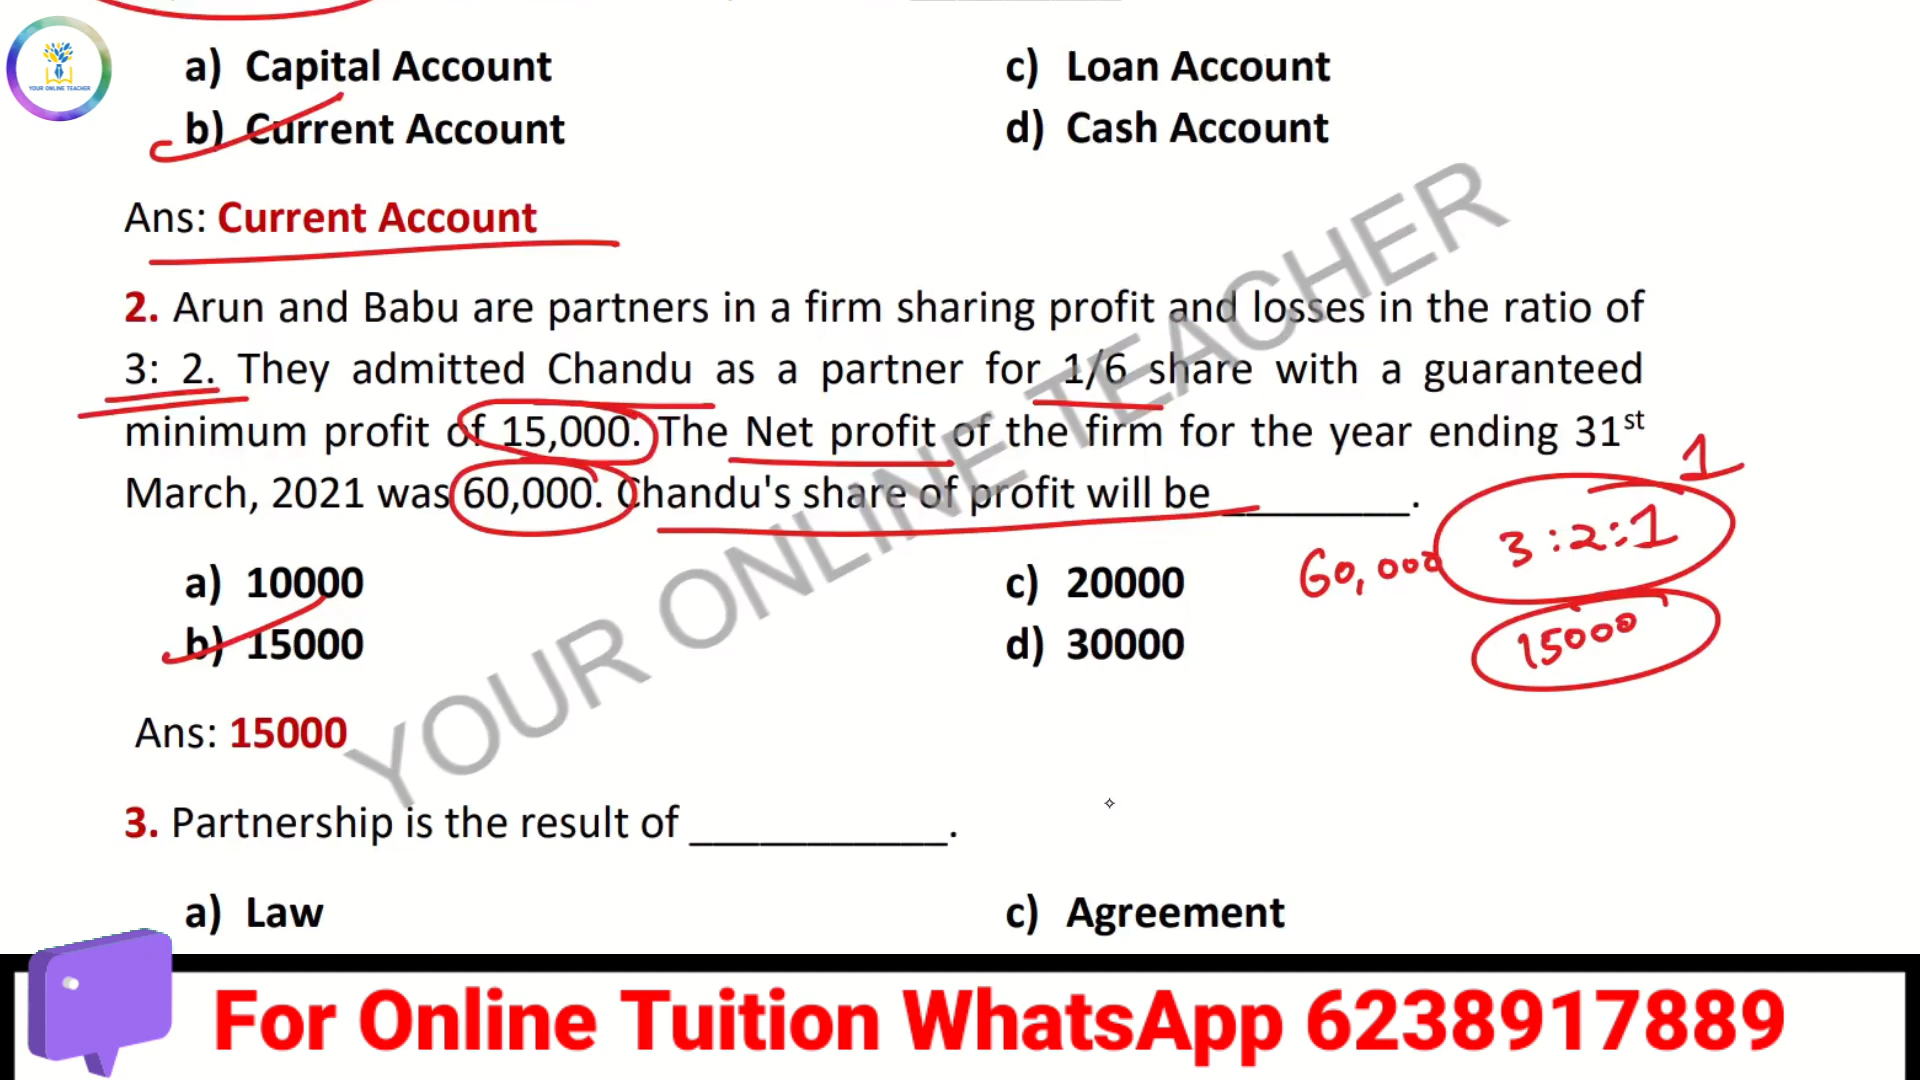 YOUR ONLINE TEACHER
a) Capital Account
c) Loan Account
b) Current Account
d) Cash Account
Ans: Current Account
2. Arun and Babu are partners in a firm sharing profit and losses in the ratio of
3: 2. They admitted Chandu as a partner for 1/6 share with a guaranteed
minimum profit of 15,000. The Net profit of the firm for the year ending 31st
March, 2021 was 60,000. Chandu's share of profit will be ________.
1
3:2:1
60,000
15000
a) 10000
c) 20000
b) 15000
d) 30000
Ans: 15000
3. Partnership is the result of ___________.
a) Law
c) Agreement
YOUR ONLINE TEACHER
For Online Tuition WhatsApp 6238917889